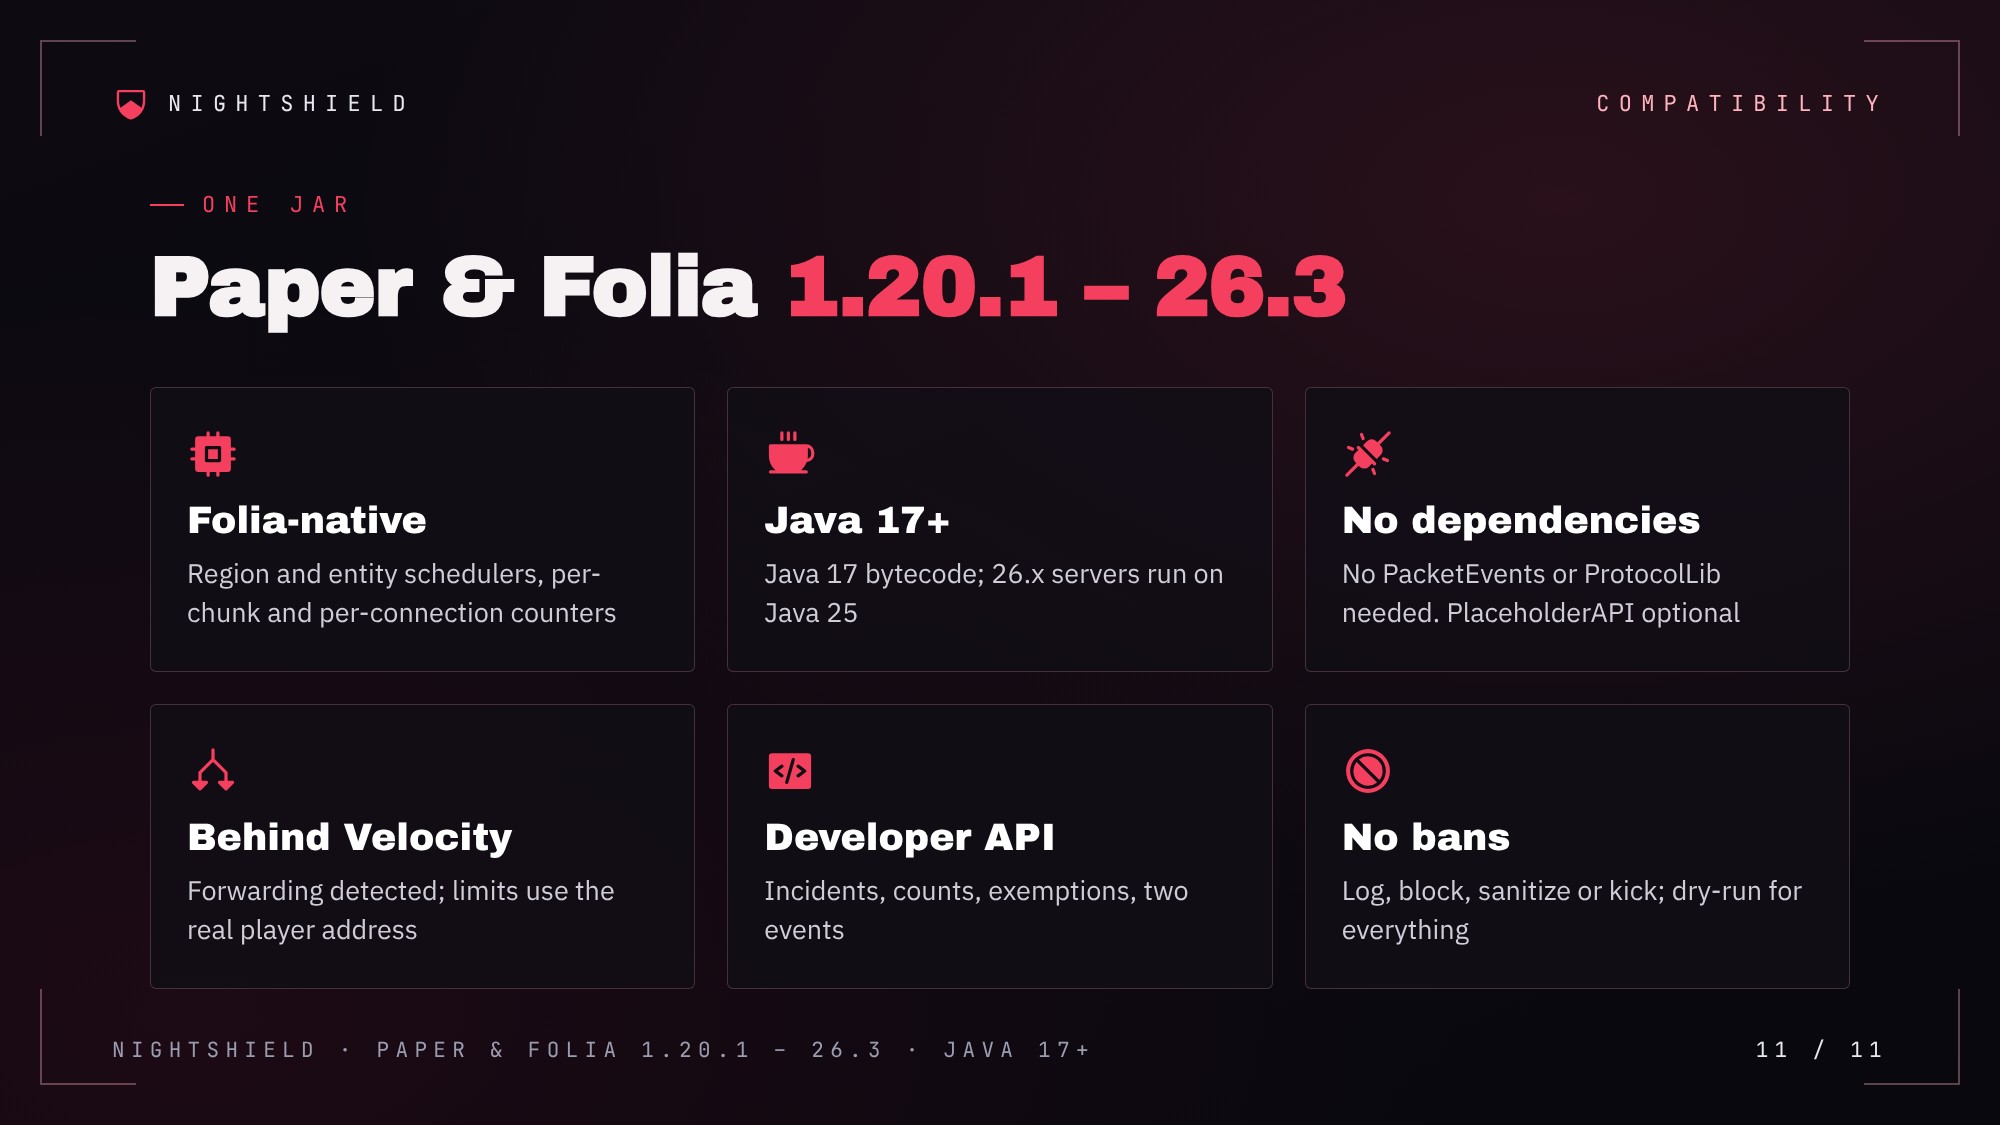 NIGHTSHIELD
COMPATIBILITY
ONE JAR
Paper & Folia 1.20.1 – 26.3
Folia-native
Region and entity schedulers, per-
chunk and per-connection counters
Java 17+
Java 17 bytecode; 26.x servers run on
Java 25
No dependencies
No PacketEvents or ProtocolLib
needed. PlaceholderAPI optional
Behind Velocity
Forwarding detected; limits use the
real player address
Developer API
Incidents, counts, exemptions, two
events
No bans
Log, block, sanitize or kick; dry-run for
everything
NIGHTSHIELD · PAPER & FOLIA 1.20.1 – 26.3 · JAVA 17+
11 / 11